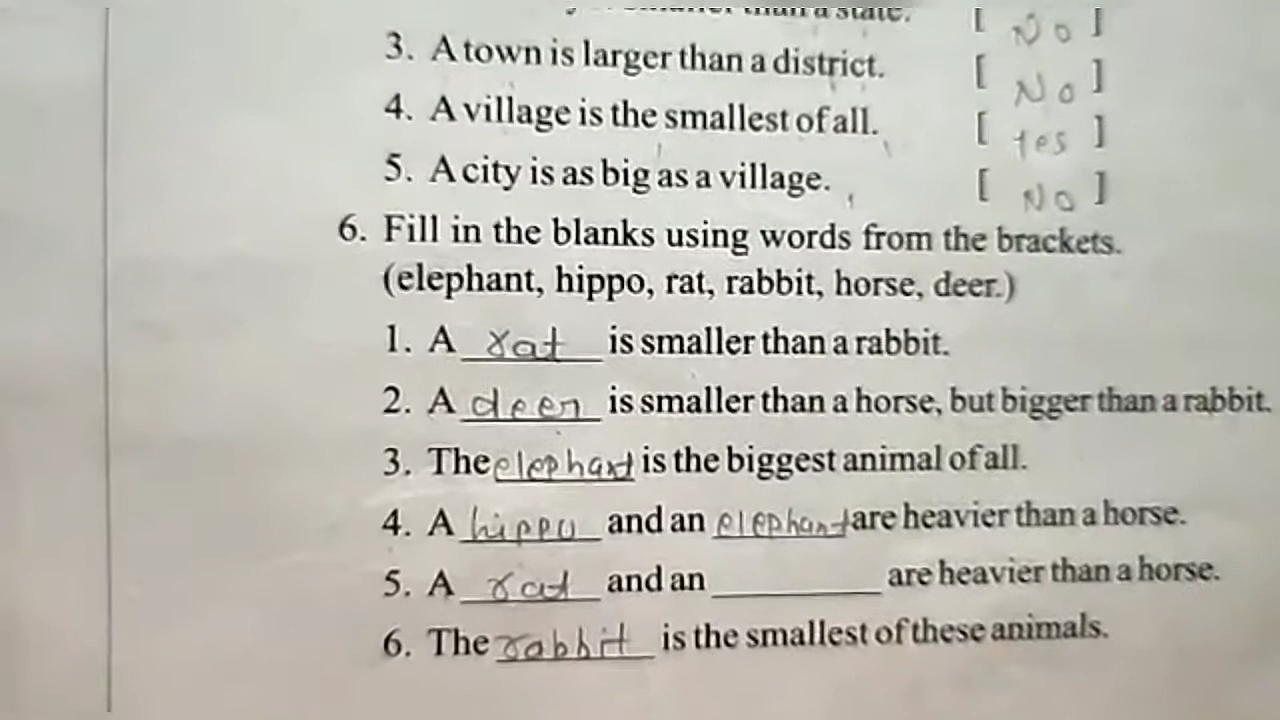 than a state. [ No ]
3. A town is larger than a district. [ No ]
4. A village is the smallest of all. [ Yes ]
5. A city is as big as a village. [ No ]
6. Fill in the blanks using words from the brackets.
(elephant, hippo, rat, rabbit, horse, deer.)
1. A rat is smaller than a rabbit.
2. A deer is smaller than a horse, but bigger than a rabbit.
3. The elephant is the biggest animal of all.
4. A hippo and an elephant are heavier than a horse.
5. A rat and an ________ are heavier than a horse.
6. The rabbit is the smallest of these animals.